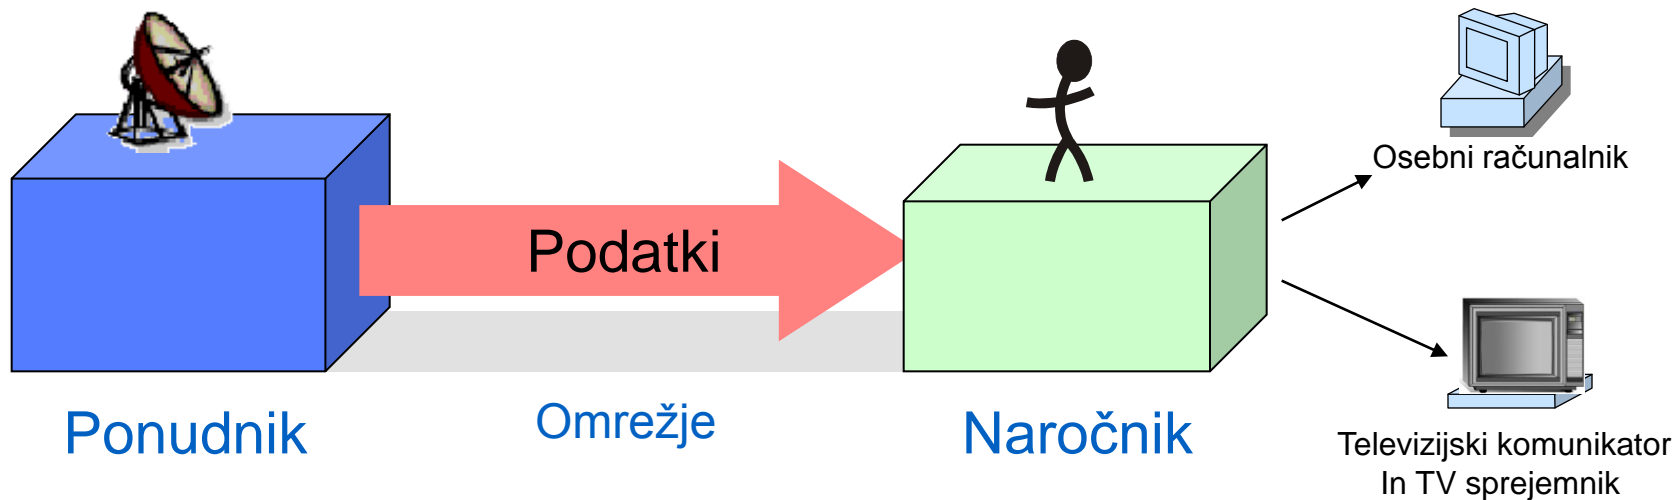 Osebni računalnik
Podatki
Ponudnik
Omrežje
Naročnik
Televizijski komunikator
In TV sprejemnik